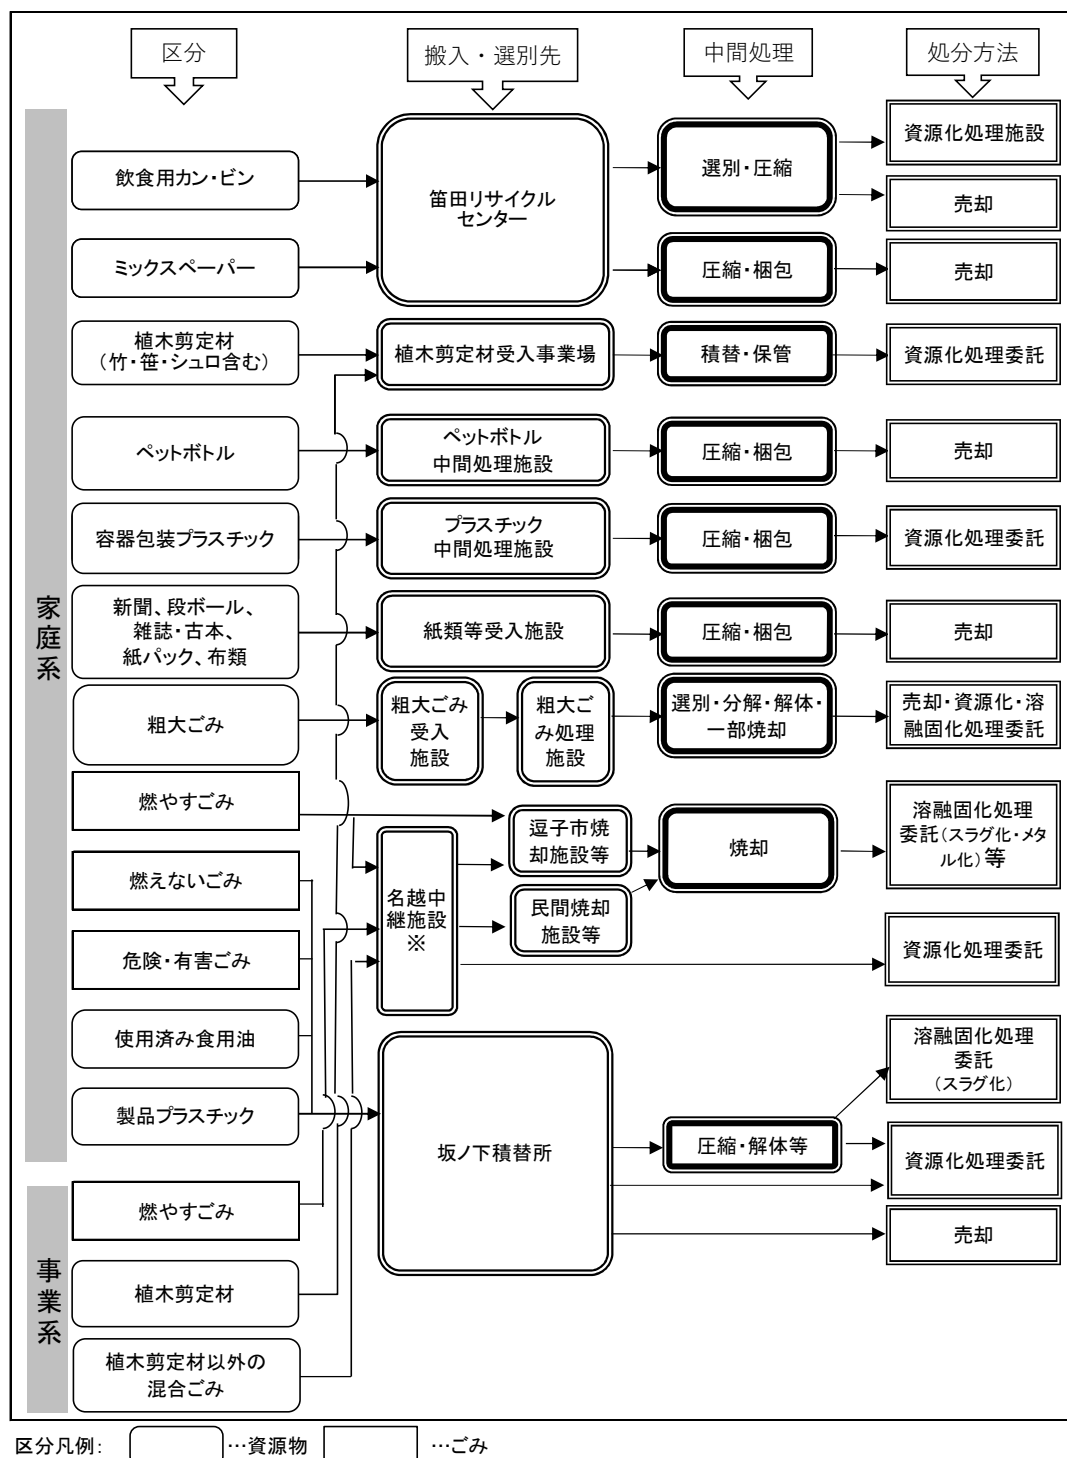 区分
搬入・選別先
中間処理
処分方法
家庭系
飲食用カン・ビン
笛田リサイクル
センター
選別・圧縮
資源化処理施設
売却
ミックスペーパー
圧縮・梱包
売却
植木剪定材
（竹・笹・シュロ含む）
植木剪定材受入事業場
積替・保管
資源化処理委託
ペットボトル
ペットボトル
中間処理施設
圧縮・梱包
売却
容器包装プラスチック
プラスチック
中間処理施設
圧縮・梱包
資源化処理委託
新聞、段ボール、
雑誌・古本、
紙パック、布類
紙類等受入施設
圧縮・梱包
売却
粗大ごみ
粗大ごみ
受入
施設
粗大ご
み処理
施設
選別・分解・解体・
一部焼却
売却・資源化・溶
融固化処理委託
燃やすごみ
逗子市焼
却施設等
焼却
溶融固化処理
委託（スラグ化・メタ
ル化）等
燃えないごみ
名越中
継施設
※
民間焼却
施設等
危険・有害ごみ
資源化処理委託
使用済み食用油
溶融固化処理
委託
（スラグ化）
製品プラスチック
坂ノ下積替所
圧縮・解体等
資源化処理委託
売却
事業系
燃やすごみ
植木剪定材
植木剪定材以外の
混合ごみ
区分凡例： …資源物 …ごみ